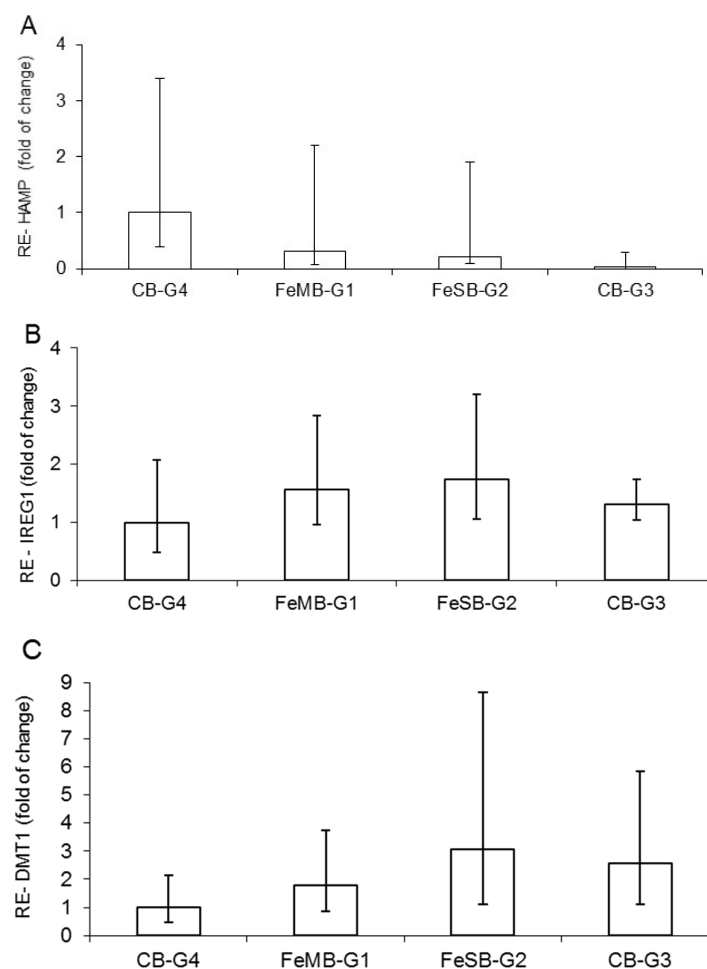 A
RE- HAMP (fold of change)
4
3
2
1
0
CB-G4 FeMB-G1 FeSB-G2 CB-G3
B
RE - IREG1 (fold of change)
4
3
2
1
0
CB-G4 FeMB-G1 FeSB-G2 CB-G3
C
RE- DMT1 (fold of change)
9
8
7
6
5
4
3
2
1
0
CB-G4 FeMB-G1 FeSB-G2 CB-G3